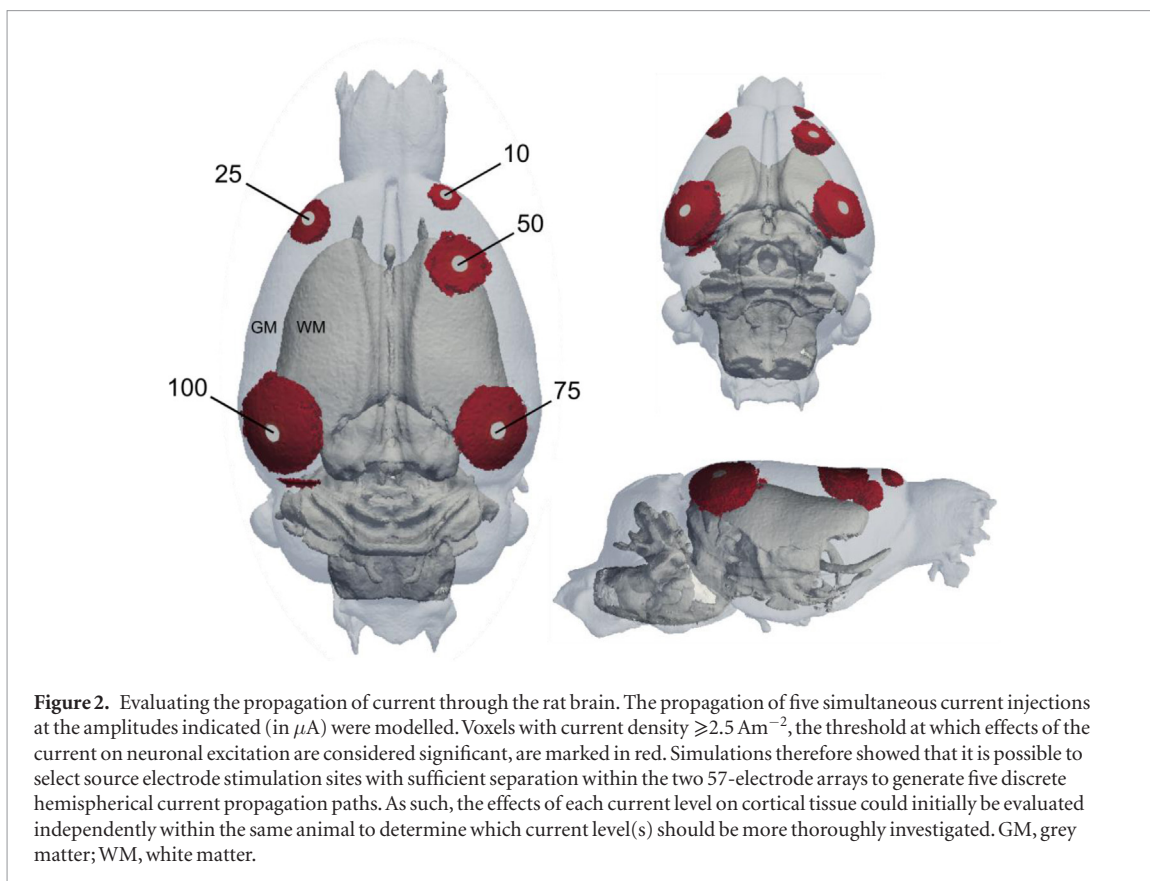 10
25
50
GM WM
100
75
Figure 2. Evaluating the propagation of current through the rat brain. The propagation of five simultaneous current injections
at the amplitudes indicated (in μA) were modelled. Voxels with current density ⩾2.5 Am−2, the threshold at which effects of the
current on neuronal excitation are considered significant, are marked in red. Simulations therefore showed that it is possible to
select source electrode stimulation sites with sufficient separation within the two 57-electrode arrays to generate five discrete
hemispherical current propagation paths. As such, the effects of each current level on cortical tissue could initially be evaluated
independently within the same animal to determine which current level(s) should be more thoroughly investigated. GM, grey
matter; WM, white matter.